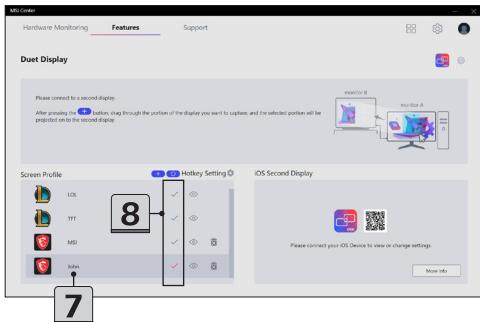 MSI Center
Hardware Monitoring Features Support
Duet Display
Please connect to a second display.
After pressing the + button, drag through the portion of the display you want to capture, and the selected portion will be
projected on to the second display.
monitor B
monitor A
Screen Profile
Hotkey Setting
iOS Second Display
LOL
TFT
8
MSI
Please connect your iOS Device to view or change settings.
John
More Info
7